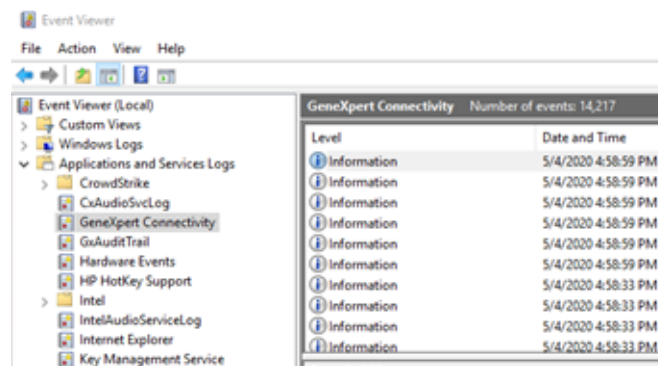 Event Viewer
File Action View Help
Event Viewer (Local)
Custom Views
Windows Logs
Applications and Services Logs
CrowdStrike
CxAudioSvcLog
GeneXpert Connectivity
GxAuditTrail
Hardware Events
HP HotKey Support
Intel
IntelAudioServiceLog
Internet Explorer
Key Management Service
GeneXpert Connectivity Number of events: 14,217
Level Date and Time
Information 5/4/2020 4:58:59 PM
Information 5/4/2020 4:58:59 PM
Information 5/4/2020 4:58:59 PM
Information 5/4/2020 4:58:59 PM
Information 5/4/2020 4:58:59 PM
Information 5/4/2020 4:58:59 PM
Information 5/4/2020 4:58:33 PM
Information 5/4/2020 4:58:33 PM
Information 5/4/2020 4:58:33 PM
Information 5/4/2020 4:58:33 PM